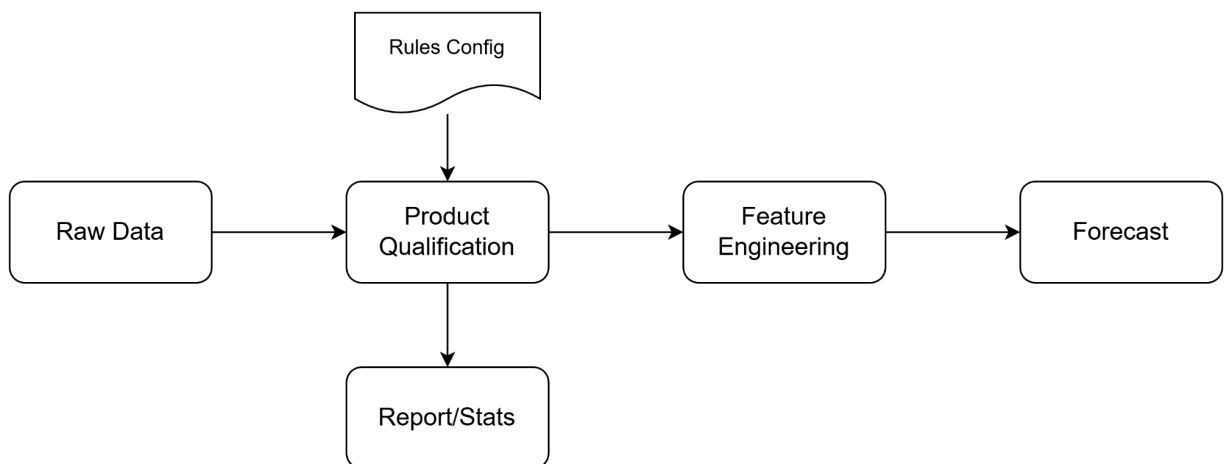 Rules Config
Raw Data
Product
Qualification
Feature
Engineering
Forecast
Report/Stats